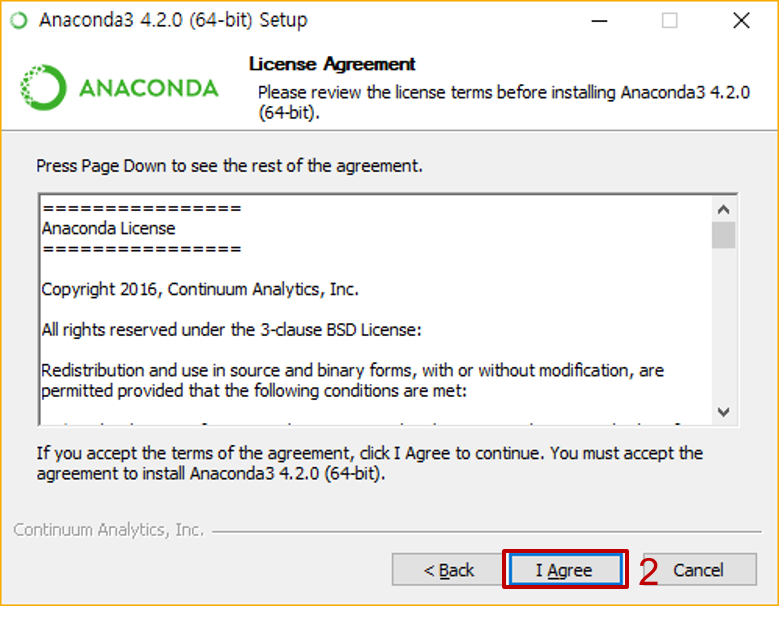 Anaconda3 4.2.0 (64-bit) Setup
ANACONDA
License Agreement
Please review the license terms before installing Anaconda3 4.2.0
(64-bit).
Press Page Down to see the rest of the agreement.
================
Anaconda License
================
Copyright 2016, Continuum Analytics, Inc.
All rights reserved under the 3-clause BSD License:
Redistribution and use in source and binary forms, with or without modification, are
permitted provided that the following conditions are met:
If you accept the terms of the agreement, click I Agree to continue. You must accept the
agreement to install Anaconda3 4.2.0 (64-bit).
Continuum Analytics, Inc.
< Back I Agree 2 Cancel